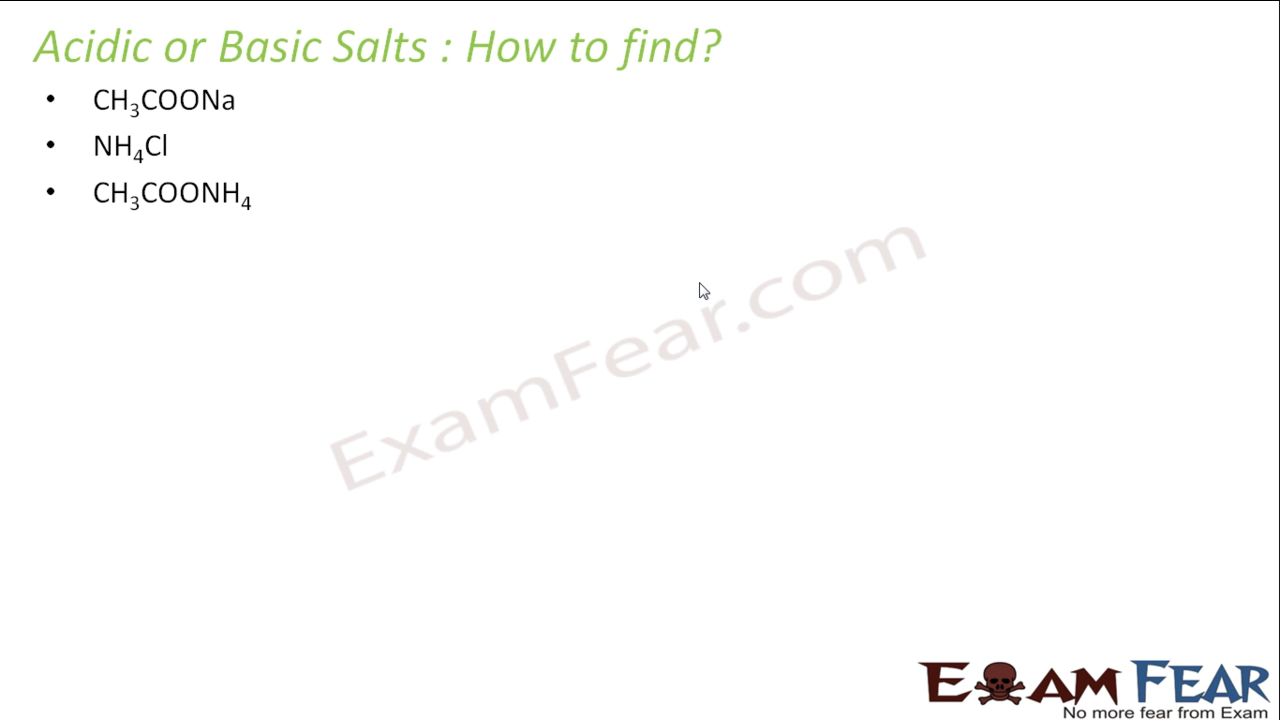 Acidic or Basic Salts : How to find?
• CH₃COONa
• NH₄Cl
• CH₃COONH₄
ExamFear.com
EXAM FEAR
No more fear from Exam